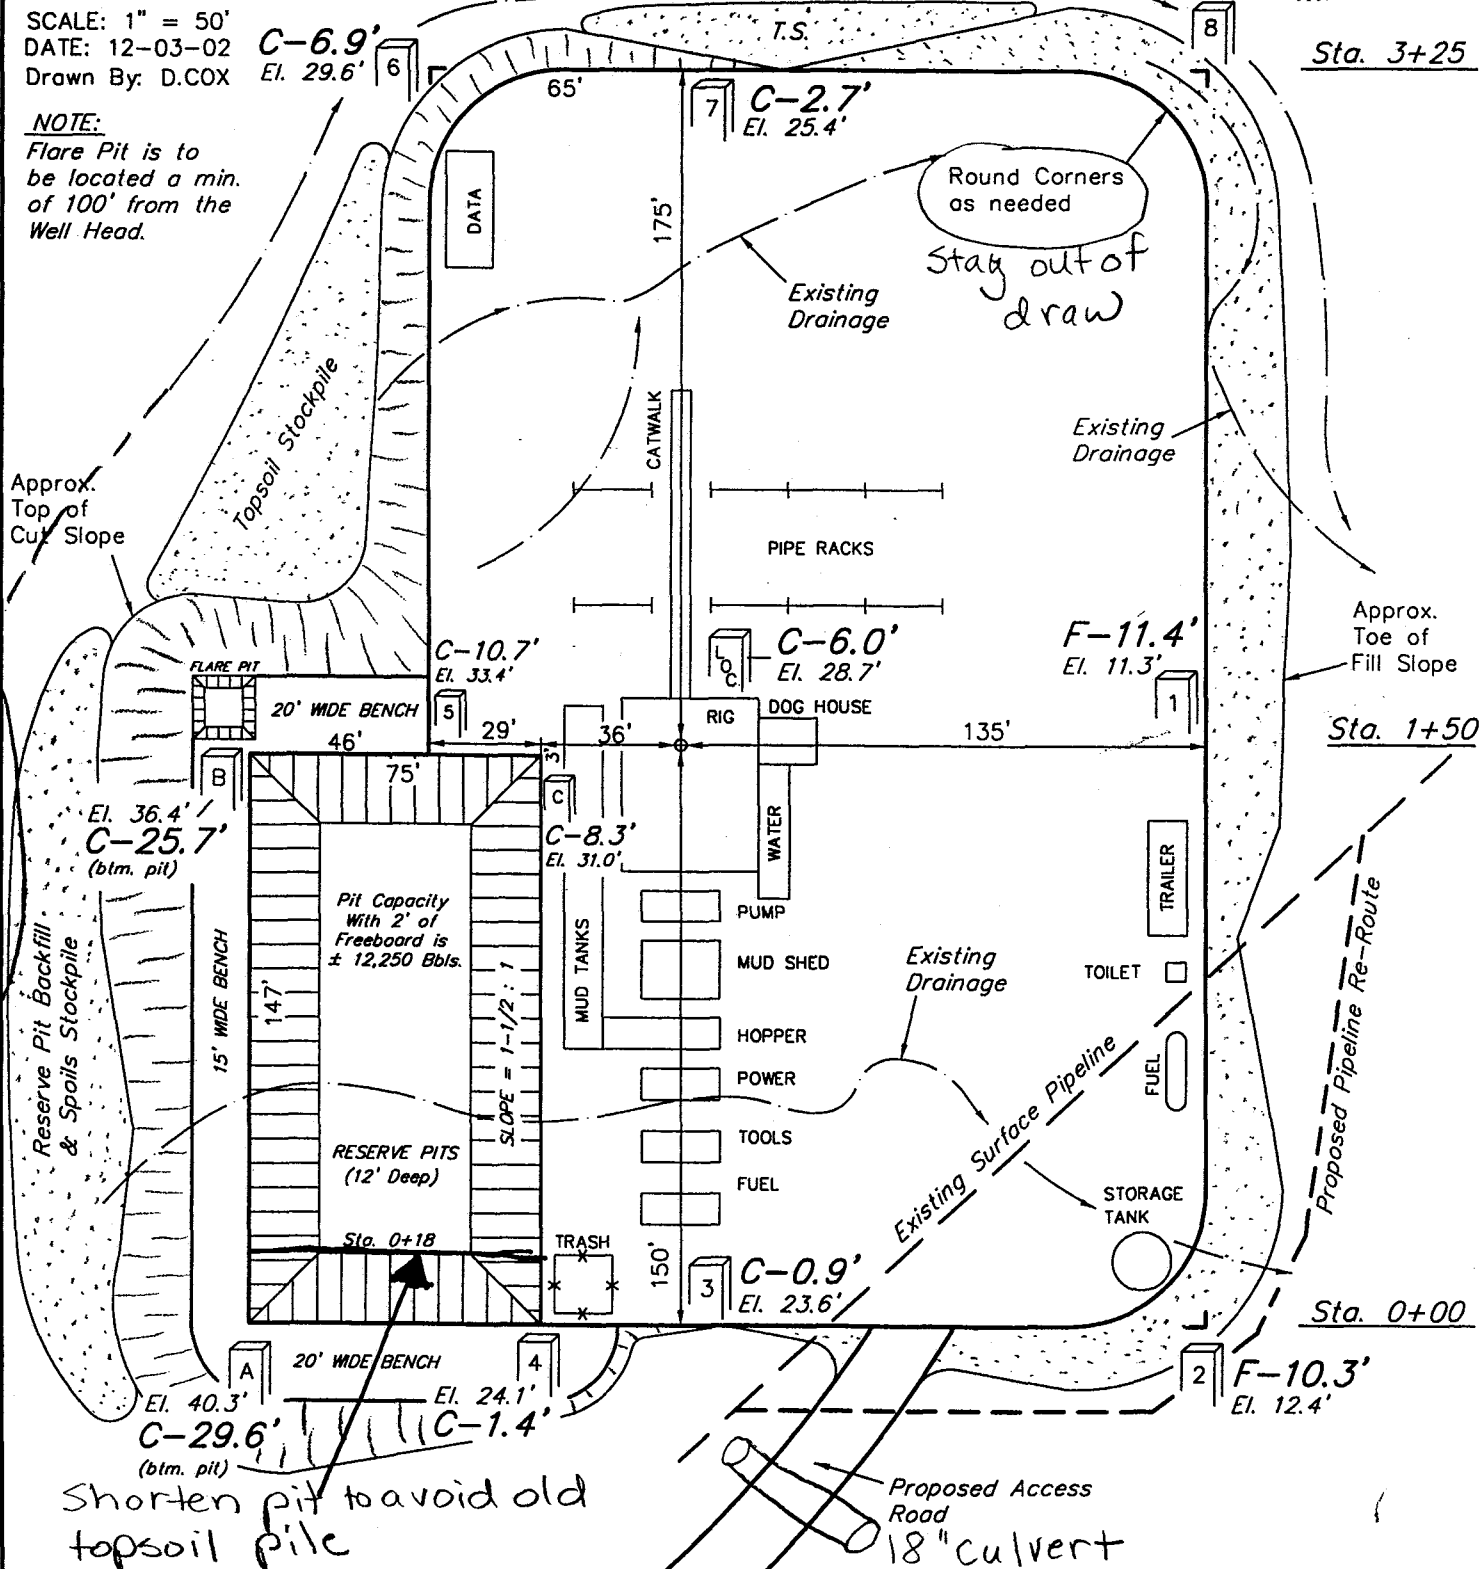 SCALE: 1" = 50'
DATE: 12-03-02
Drawn By: D.COX
C-6.9'
El. 29.6'
6
T.S.
8
Sta. 3+25
NOTE:
Flare Pit is to
be located a min.
of 100' from the
Well Head.
65'
7
C-2.7'
El. 25.4'
DATA
175'
Round Corners
as needed
Stay out of
draw
Existing
Drainage
Topsoil Stockpile
CATWALK
Existing
Drainage
Approx.
Top of
Cut Slope
PIPE RACKS
Approx.
Toe of
Fill Slope
C-10.7'
El. 33.4'
LOC.
C-6.0'
El. 28.7'
F-11.4'
El. 11.3'
1
FLARE PIT
20' WIDE BENCH
5
RIG
DOG HOUSE
46'
29'
36'
135'
Sta. 1+50
3'
75'
B
C
El. 36.4'
C-25.7'
(btm. pit)
C-8.3'
El. 31.0'
WATER
TRAILER
Pit Capacity
With 2' of
Freeboard is
± 12,250 Bbls.
PUMP
MUD TANKS
MUD SHED
Existing
Drainage
TOILET
Reserve Pit Backfill
& Spoils Stockpile
15' WIDE BENCH
147'
SLOPE = 1-1/2 : 1
HOPPER
POWER
FUEL
Existing Surface Pipeline
Proposed Pipeline Re-Route
RESERVE PITS
(12' Deep)
TOOLS
FUEL
STORAGE
TANK
Sta. 0+18
TRASH
150'
3
C-0.9'
El. 23.6'
Sta. 0+00
A
20' WIDE BENCH
4
2
F-10.3'
El. 12.4'
El. 40.3'
C-29.6'
(btm. pit)
El. 24.1'
C-1.4'
Shorten pit to avoid old
topsoil pile
Proposed Access
Road
18" culvert